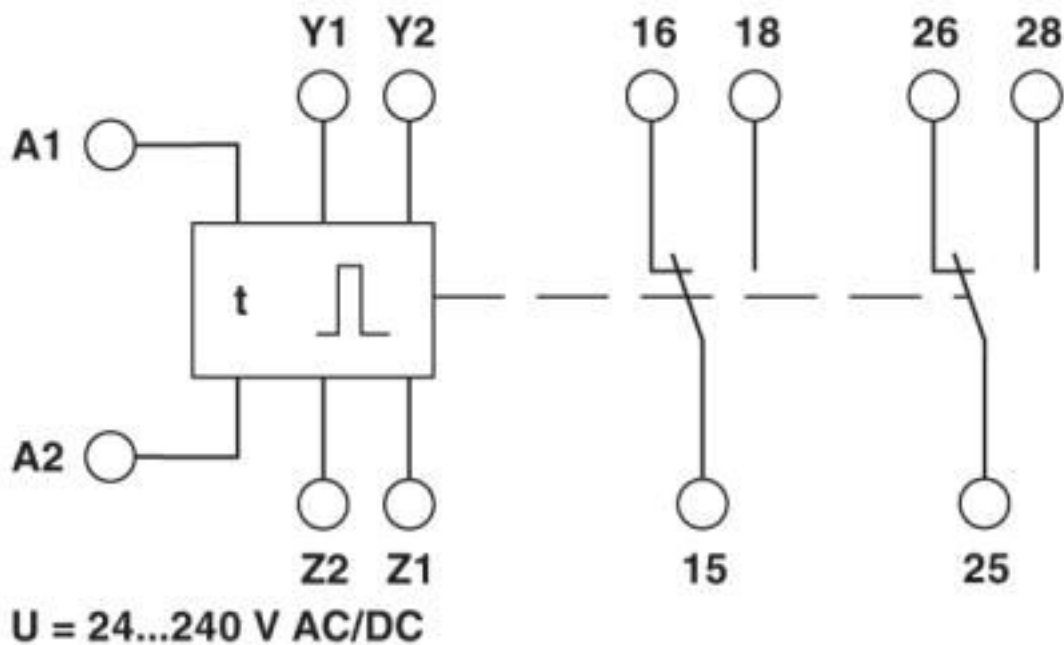 Y1 Y2 16 18 26 28
A1
t
A2
Z2 Z1 15 25
U = 24...240 V AC/DC